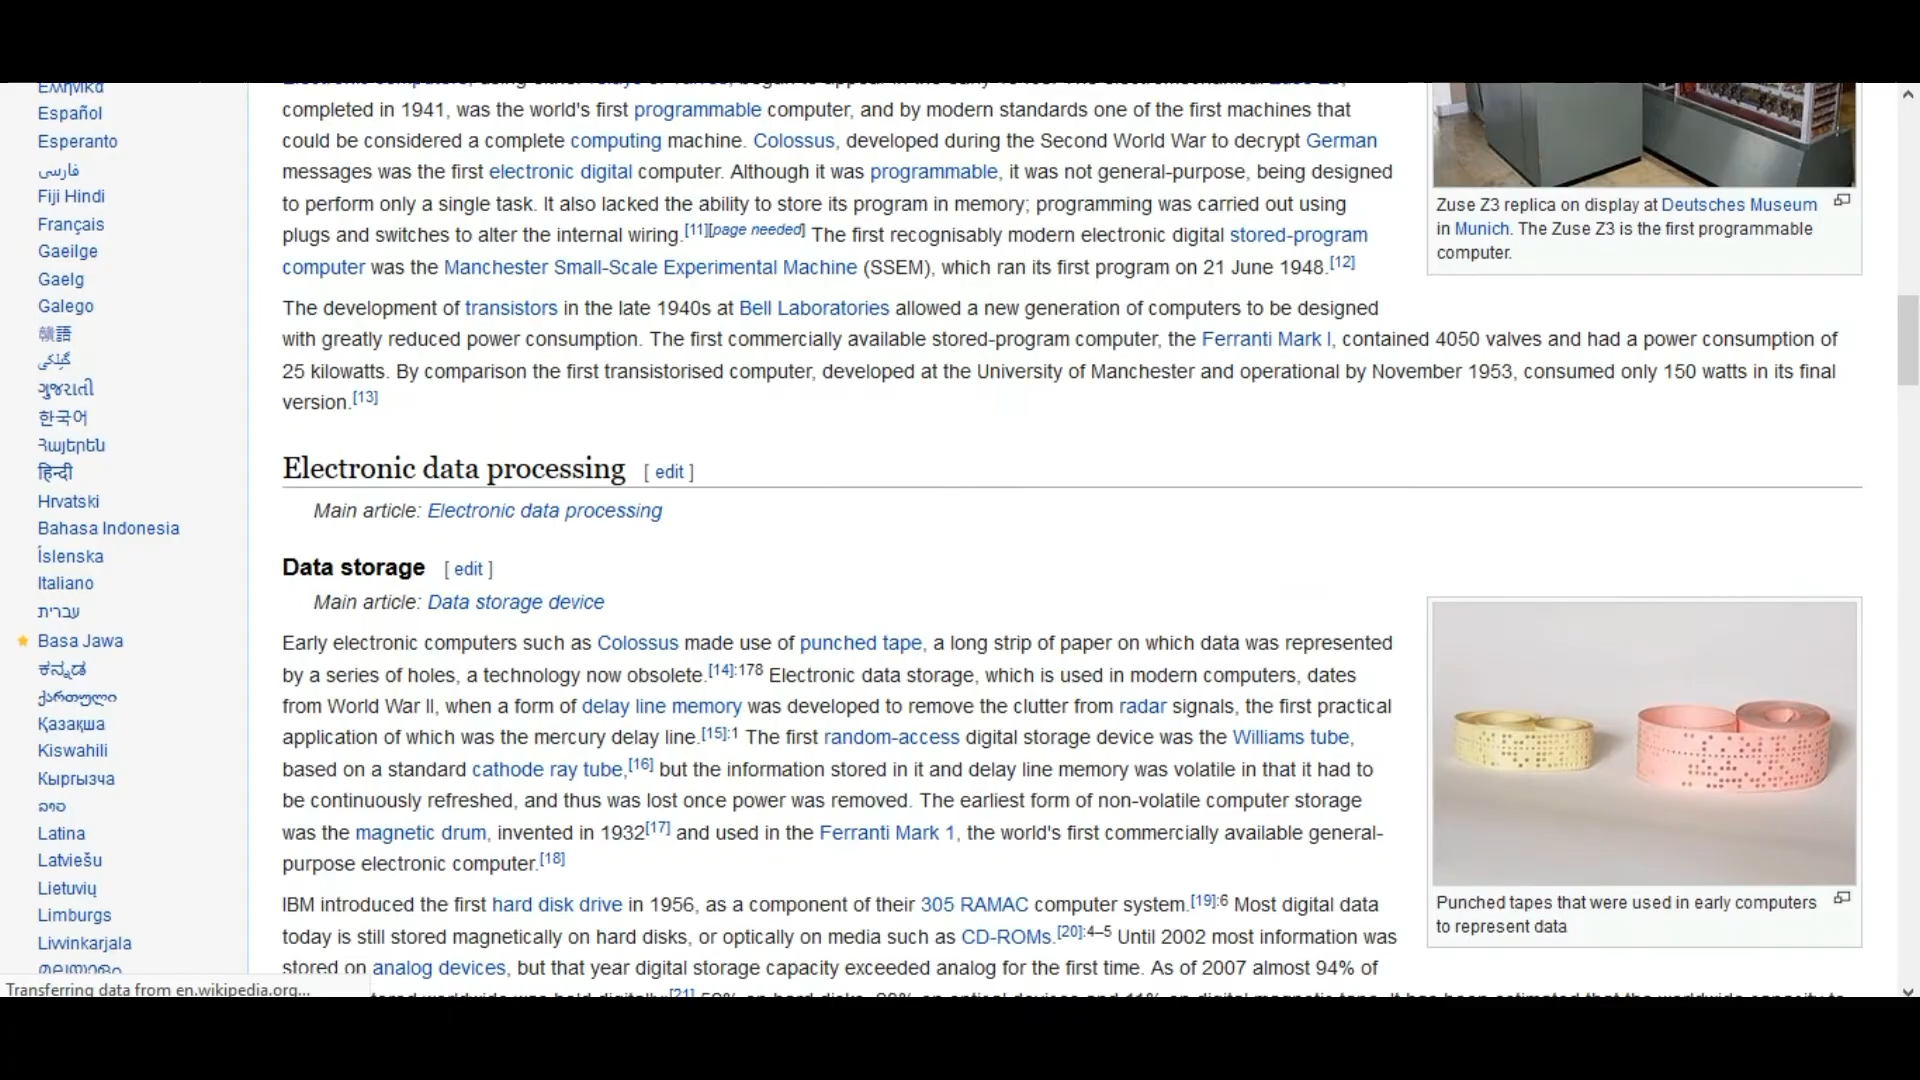 Ελληνικά
Español
Esperanto
فارسی
Fiji Hindi
Français
Gaeilge
Gaelg
Galego
贛語
گیلکی
ગુજરાતી
한국어
Հայերեն
हिन्दी
Hrvatski
Bahasa Indonesia
Íslenska
Italiano
עברית
Basa Jawa
ಕನ್ನಡ
ქართული
Қазақша
Kiswahili
Кыргызча
ລາວ
Latina
Latviešu
Lietuvių
Limburgs
Liwinkarjala
മലയാളം
Transferring data from en.wikipedia.org...
completed in 1941, was the world's first programmable computer, and by modern standards one of the first machines that
could be considered a complete computing machine. Colossus, developed during the Second World War to decrypt German
messages was the first electronic digital computer. Although it was programmable, it was not general-purpose, being designed
to perform only a single task. It also lacked the ability to store its program in memory; programming was carried out using
plugs and switches to alter the internal wiring.[11][page needed] The first recognisably modern electronic digital stored-program
computer was the Manchester Small-Scale Experimental Machine (SSEM), which ran its first program on 21 June 1948.[12]
The development of transistors in the late 1940s at Bell Laboratories allowed a new generation of computers to be designed
with greatly reduced power consumption. The first commercially available stored-program computer, the Ferranti Mark I, contained 4050 valves and had a power consumption of
25 kilowatts. By comparison the first transistorised computer, developed at the University of Manchester and operational by November 1953, consumed only 150 watts in its final
version.[13]
Zuse Z3 replica on display at Deutsches Museum
in Munich. The Zuse Z3 is the first programmable
computer.
Electronic data processing [ edit ]
Main article: Electronic data processing
Data storage [ edit ]
Main article: Data storage device
Early electronic computers such as Colossus made use of punched tape, a long strip of paper on which data was represented
by a series of holes, a technology now obsolete.[14]:178 Electronic data storage, which is used in modern computers, dates
from World War II, when a form of delay line memory was developed to remove the clutter from radar signals, the first practical
application of which was the mercury delay line.[15]:1 The first random-access digital storage device was the Williams tube,
based on a standard cathode ray tube,[16] but the information stored in it and delay line memory was volatile in that it had to
be continuously refreshed, and thus was lost once power was removed. The earliest form of non-volatile computer storage
was the magnetic drum, invented in 1932[17] and used in the Ferranti Mark 1, the world's first commercially available general-
purpose electronic computer.[18]
IBM introduced the first hard disk drive in 1956, as a component of their 305 RAMAC computer system.[19]:6 Most digital data
today is still stored magnetically on hard disks, or optically on media such as CD-ROMs.[20]:4–5 Until 2002 most information was
stored on analog devices, but that year digital storage capacity exceeded analog for the first time. As of 2007 almost 94% of
Punched tapes that were used in early computers
to represent data